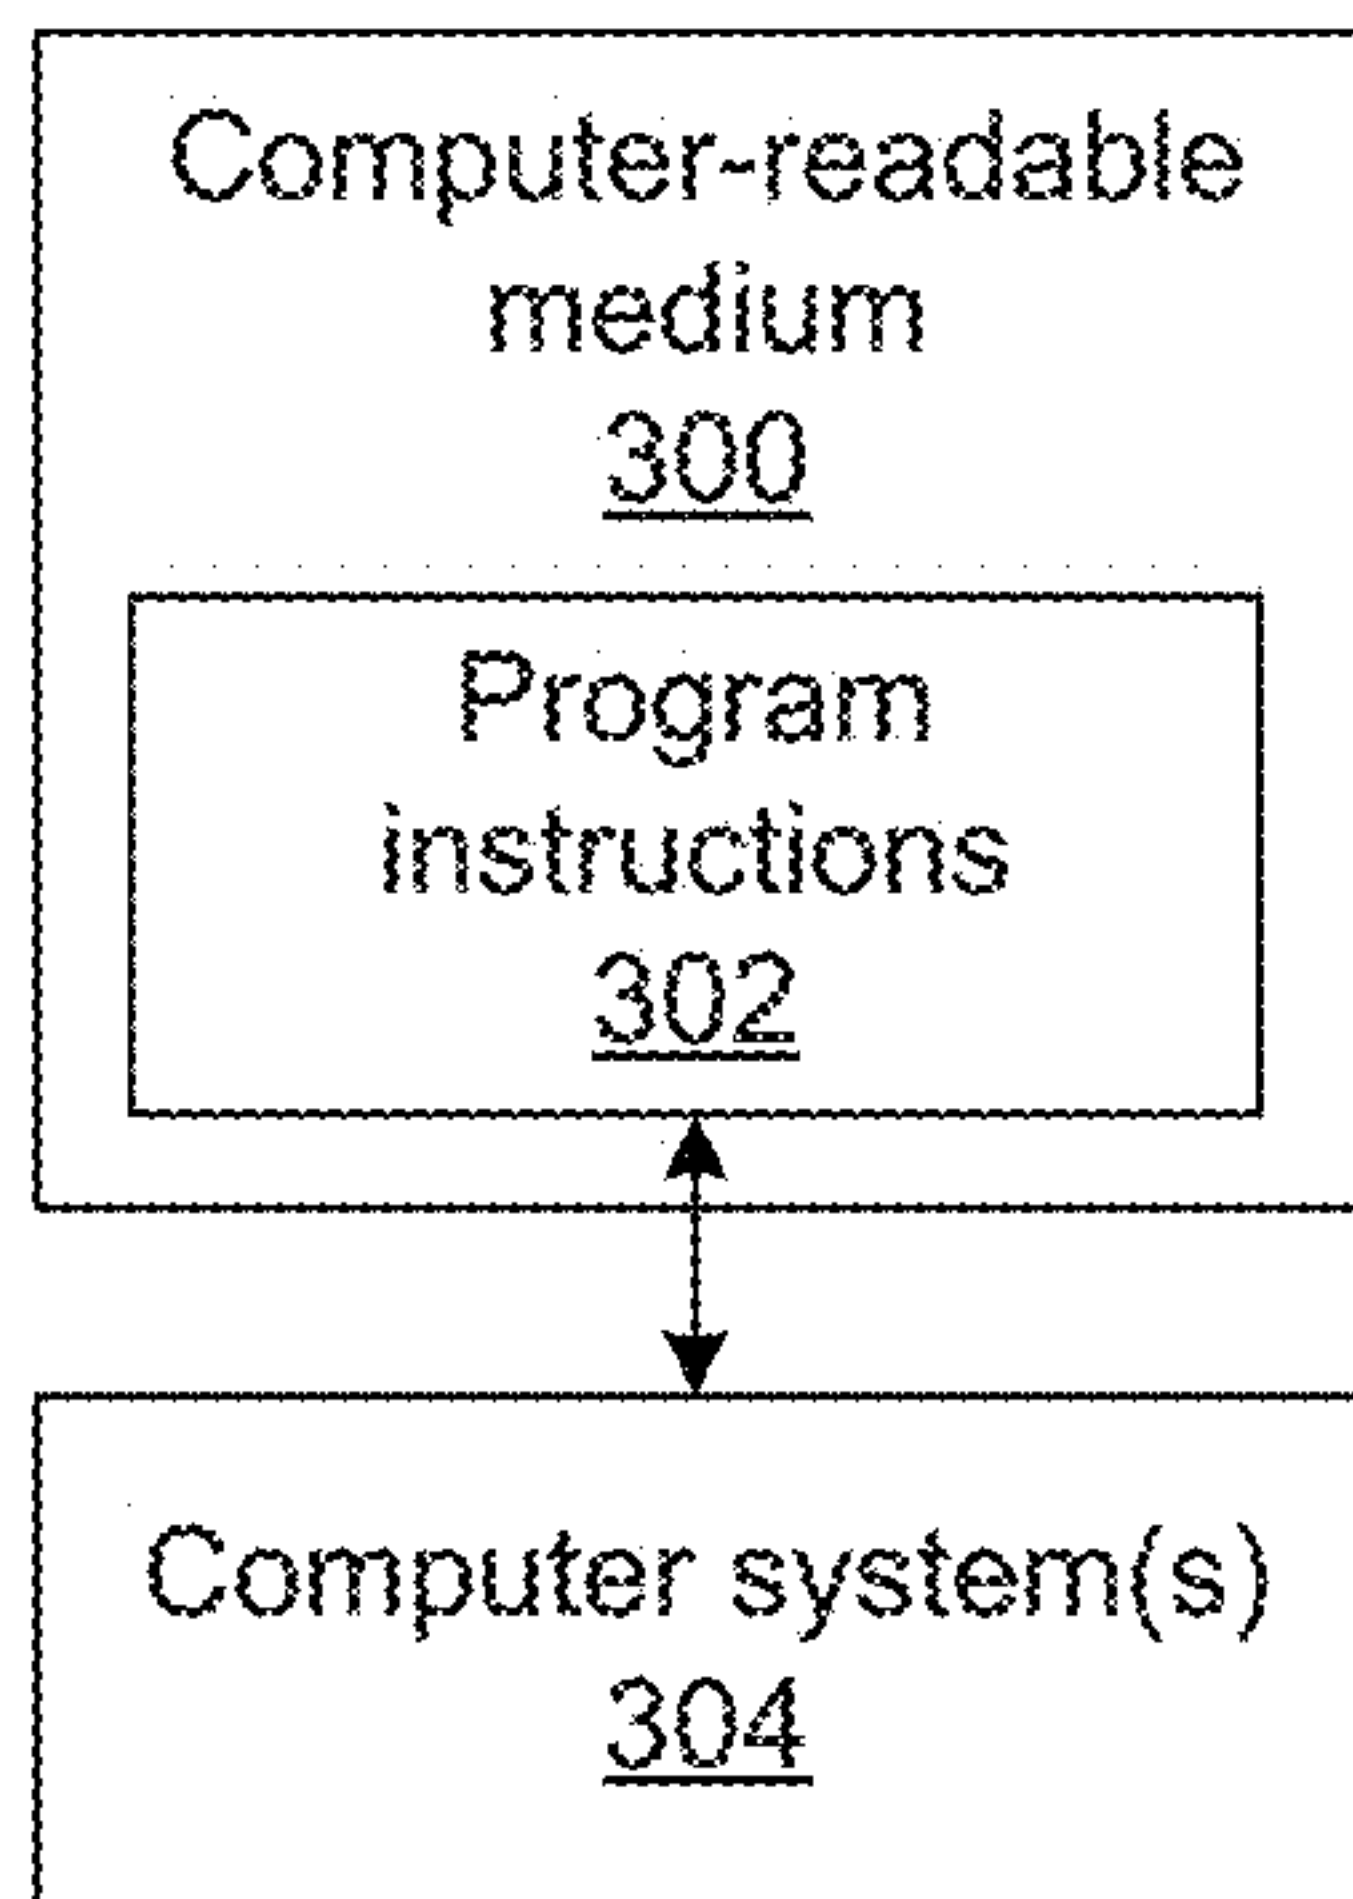 Computer-readable
medium
300
Program
instructions
302
Computer system(s)
304